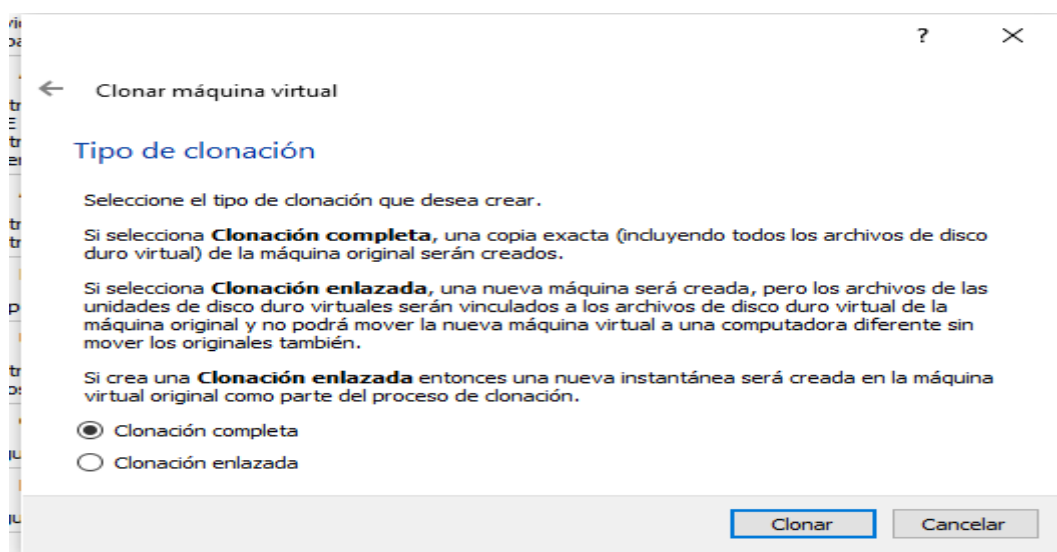 ?
Clonar máquina virtual
Tipo de clonación
Seleccione el tipo de clonación que desea crear.
Si selecciona Clonación completa, una copia exacta (incluyendo todos los archivos de disco
duro virtual) de la máquina original serán creados.
Si selecciona Clonación enlazada, una nueva máquina será creada, pero los archivos de las
unidades de disco duro virtuales serán vinculados a los archivos de disco duro virtual de la
máquina original y no podrá mover la nueva máquina virtual a una computadora diferente sin
mover los originales también.
Si crea una Clonación enlazada entonces una nueva instantánea será creada en la máquina
virtual original como parte del proceso de clonación.
Clonación completa
Clonación enlazada
Clonar Cancelar